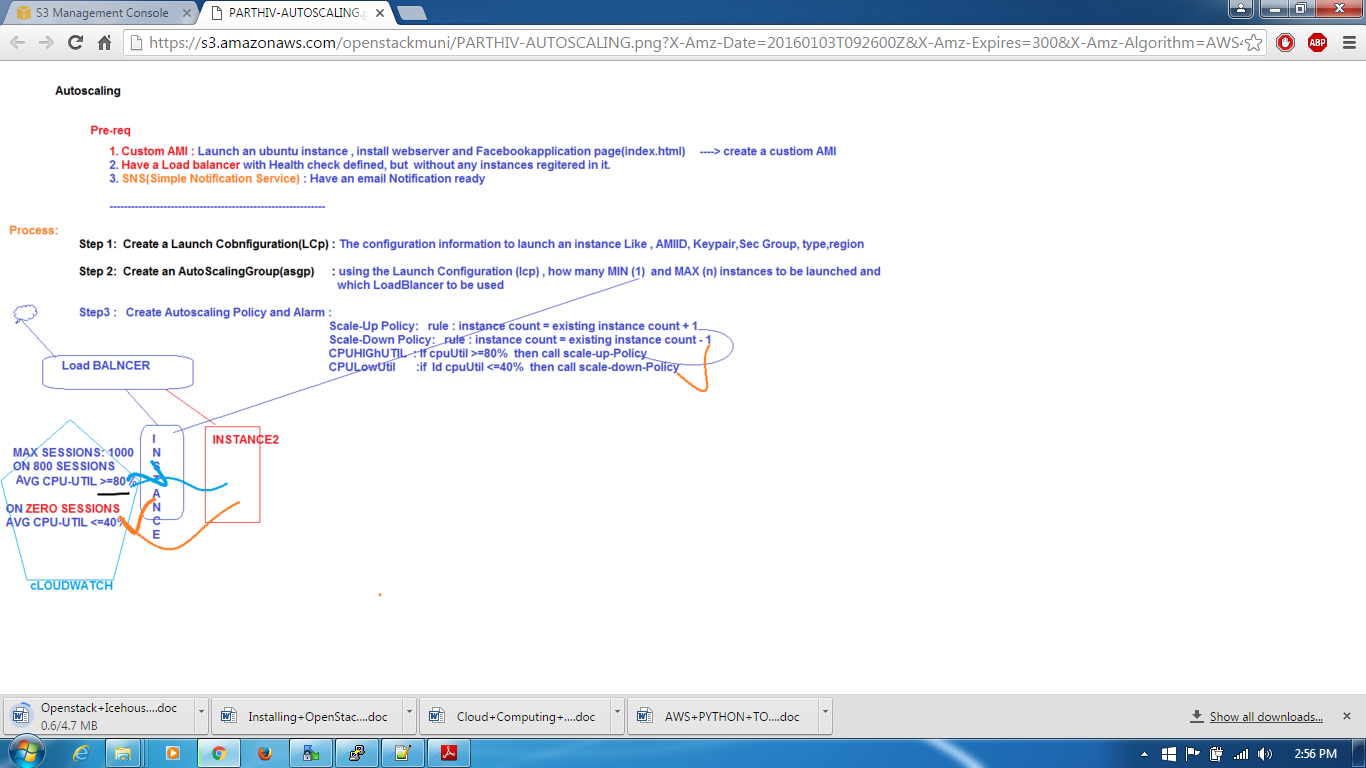 S3 Management Console
PARTHIV-AUTOSCALING.p
https://s3.amazonaws.com/openstackmuni/PARTHIV-AUTOSCALING.png?X-Amz-Date=20160103T092600Z&X-Amz-Expires=300&X-Amz-Algorithm=AWS4
ABP
Autoscaling
Pre-req
1. Custom AMI : Launch an ubuntu instance , install webserver and Facebookapplication page(index.html) ----> create a custiom AMI
2. Have a Load balancer with Health check defined, but without any instances regitered in it.
3. SNS(Simple Notification Service) : Have an email Notification ready
------------------------------------------------------------
Process:
Step 1: Create a Launch Cobnfiguration(LCp) : The configuration information to launch an instance Like , AMIID, Keypair,Sec Group, type,region
Step 2: Create an AutoScalingGroup(asgp) : using the Launch Configuration (lcp) , how many MIN (1) and MAX (n) instances to be launched and
which LoadBlancer to be used
Step3 : Create Autoscaling Policy and Alarm :
Scale-Up Policy: rule : instance count = existing instance count + 1
Scale-Down Policy: rule : instance count = existing instance count - 1
CPUHIGhUTIL : If cpuUtil >=80% then call scale-up-Policy
CPULowUtil :if ld cpuUtil <=40% then call scale-down-Policy
Load BALNCER
INSTANCE
INSTANCE2
MAX SESSIONS: 1000
ON 800 SESSIONS
AVG CPU-UTIL >=80%
ON ZERO SESSIONS
AVG CPU-UTIL <=40%
cLOUDWATCH
Openstack+Icehous....doc
0.6/4.7 MB
Installing+OpenStac....doc
Cloud+Computing+....doc
AWS+PYTHON+TO....doc
Show all downloads...
2:56 PM